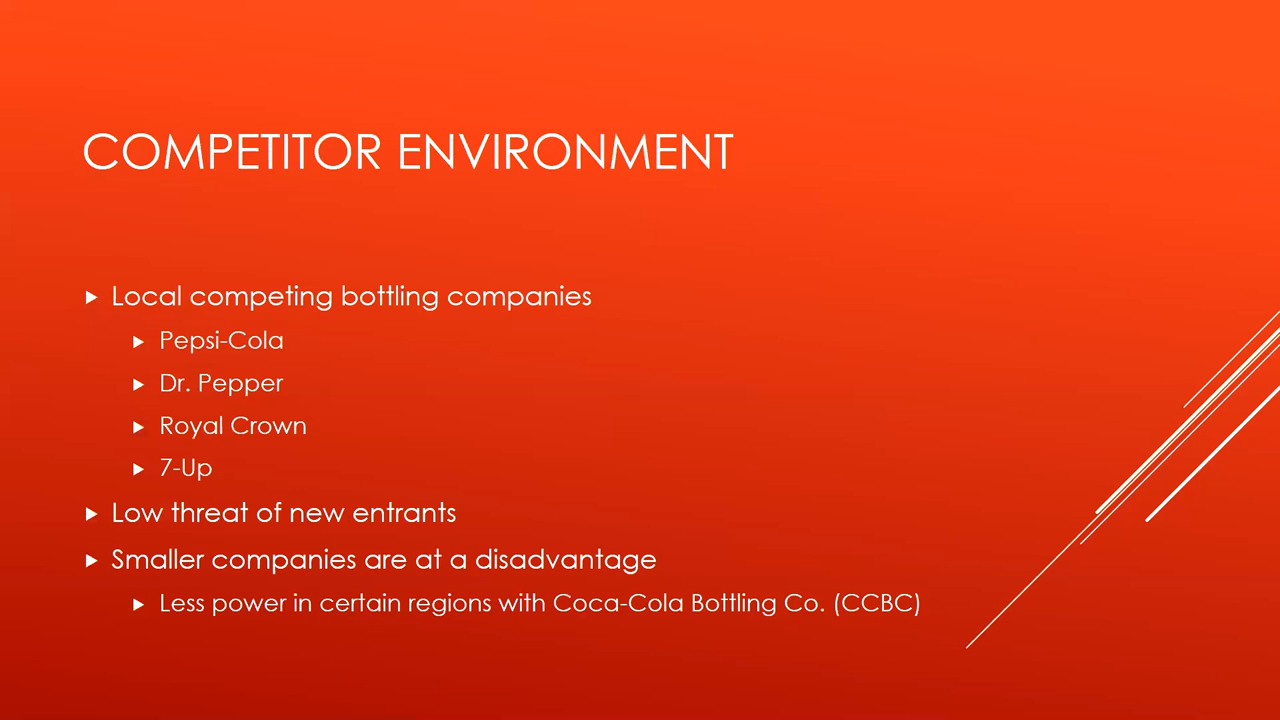 COMPETITOR ENVIRONMENT
Local competing bottling companies
Pepsi-Cola
Dr. Pepper
Royal Crown
7-Up
Low threat of new entrants
Smaller companies are at a disadvantage
Less power in certain regions with Coca-Cola Bottling Co. (CCBC)